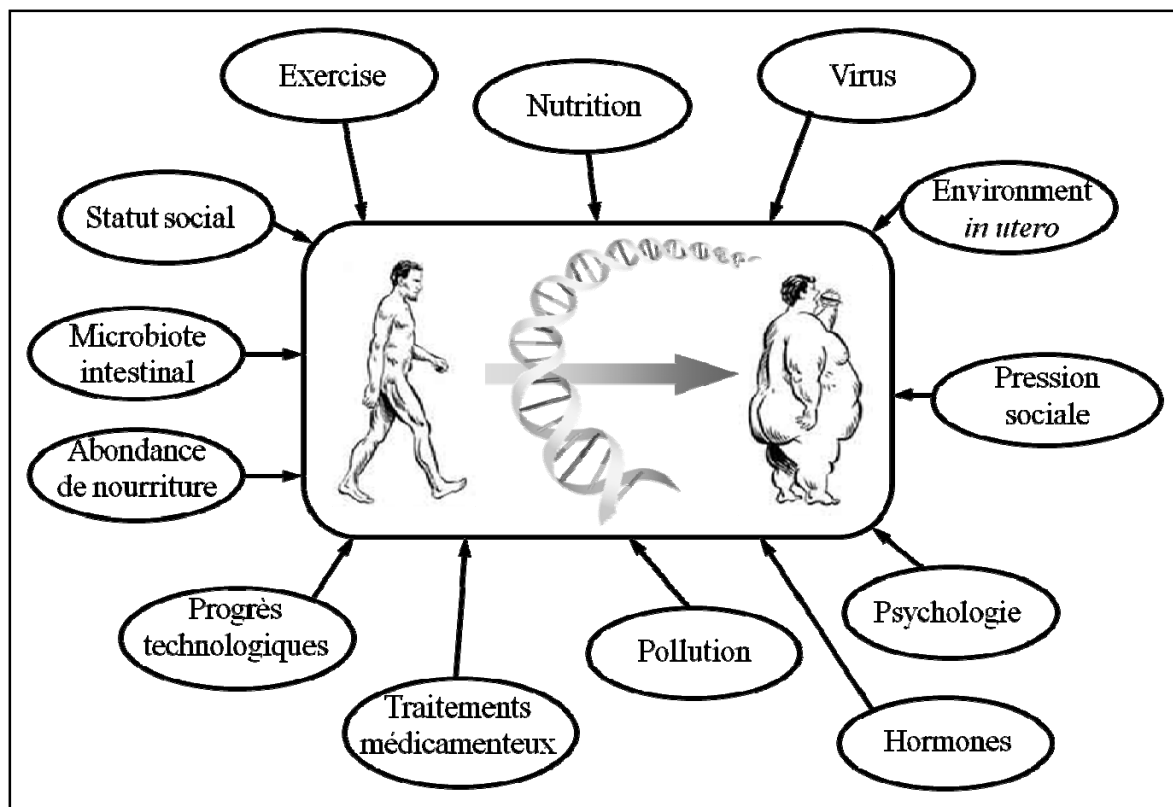 Exercise
Nutrition
Virus
Statut social
Environment
in utero
Microbiote
intestinal
Pression
sociale
Abondance
de nourriture
Progrès
technologiques
Traitements
médicamenteux
Pollution
Psychologie
Hormones